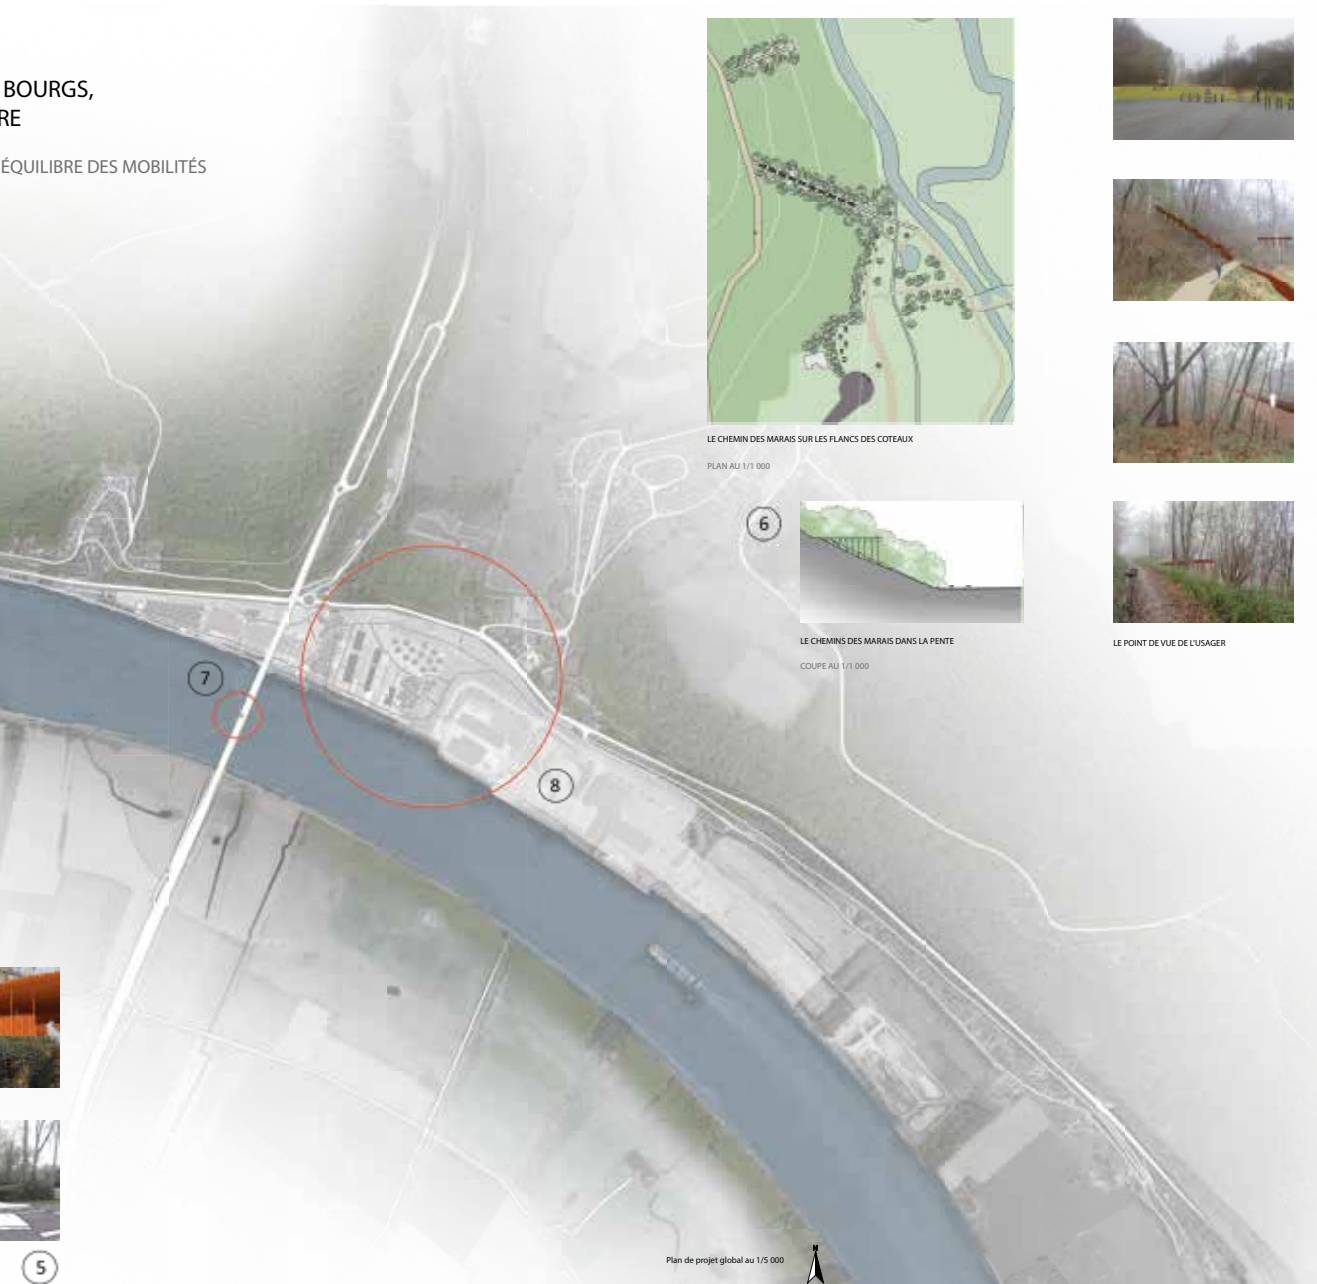 BOURGS,
RE
ÉQUILIBRE DES MOBILITÉS
LE CHEMIN DES MARAIS SUR LES FLANCS DES COTEAUX
PLAN AU 1/1 000
6
LE CHEMINS DES MARAIS DANS LA PENTE
COUPE AU 1/1 000
LE POINT DE VUE DE L'USAGER
7
8
5
Plan de projet global au 1/5 000
N